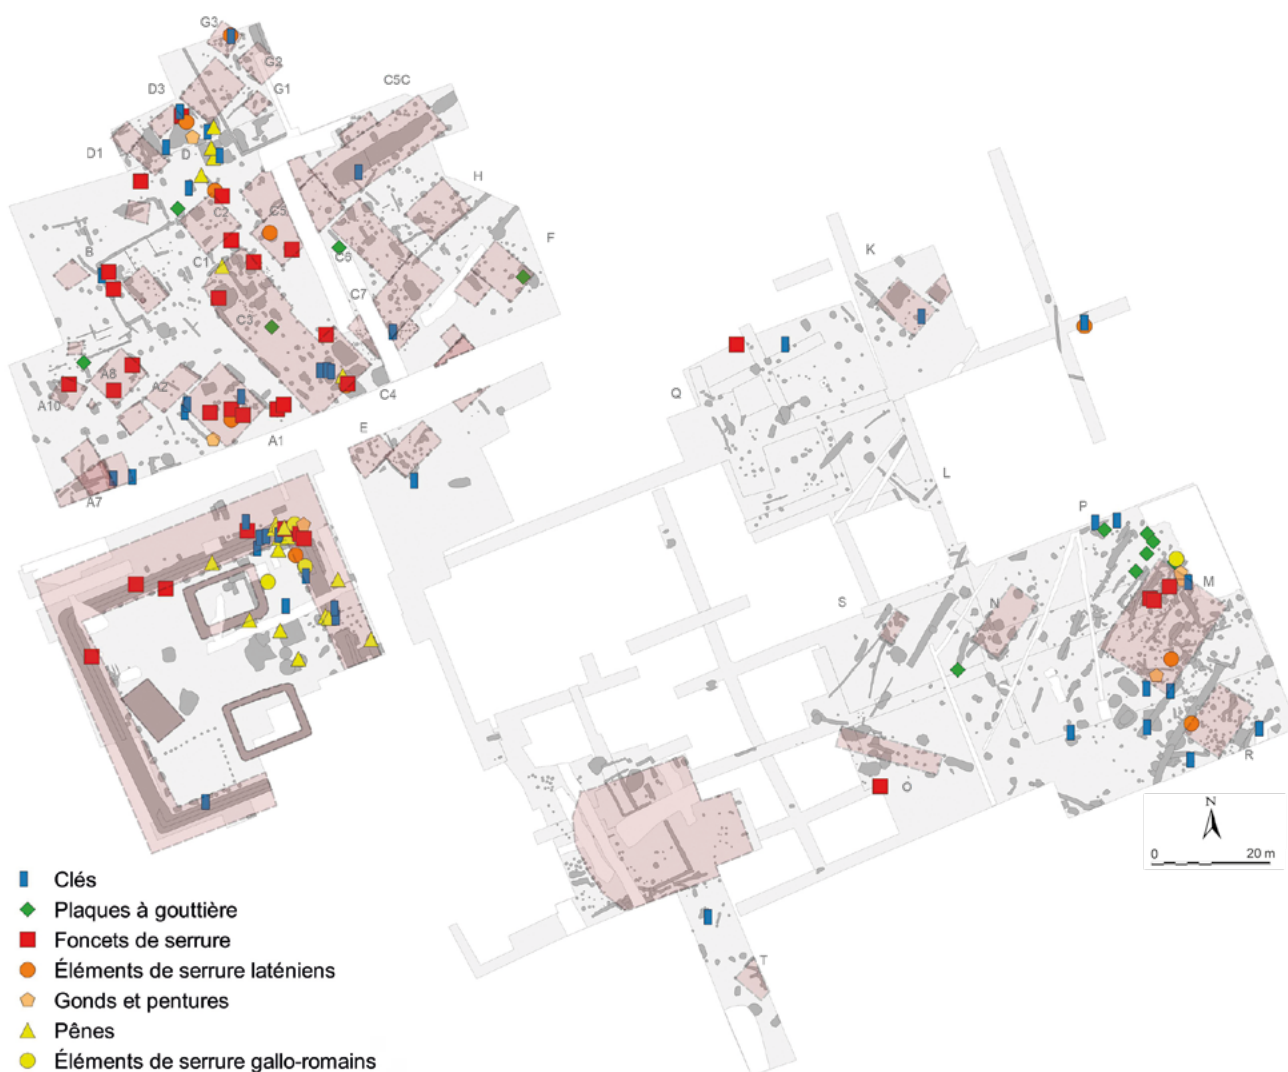 G3
G2
C5C
D3
G1
D1
D
H
C2
C5
F
B
C6
C1
K
C7
C3
A8
A2
Q
A10
C4
E
I
A1
L
A7
P
S
N
M
R
O
N
0
20 m
T
Clés
Plaques à gouttière
Foncets de serrure
Éléments de serrure laténiens
Gonds et pentures
Pênes
Éléments de serrure gallo-romains